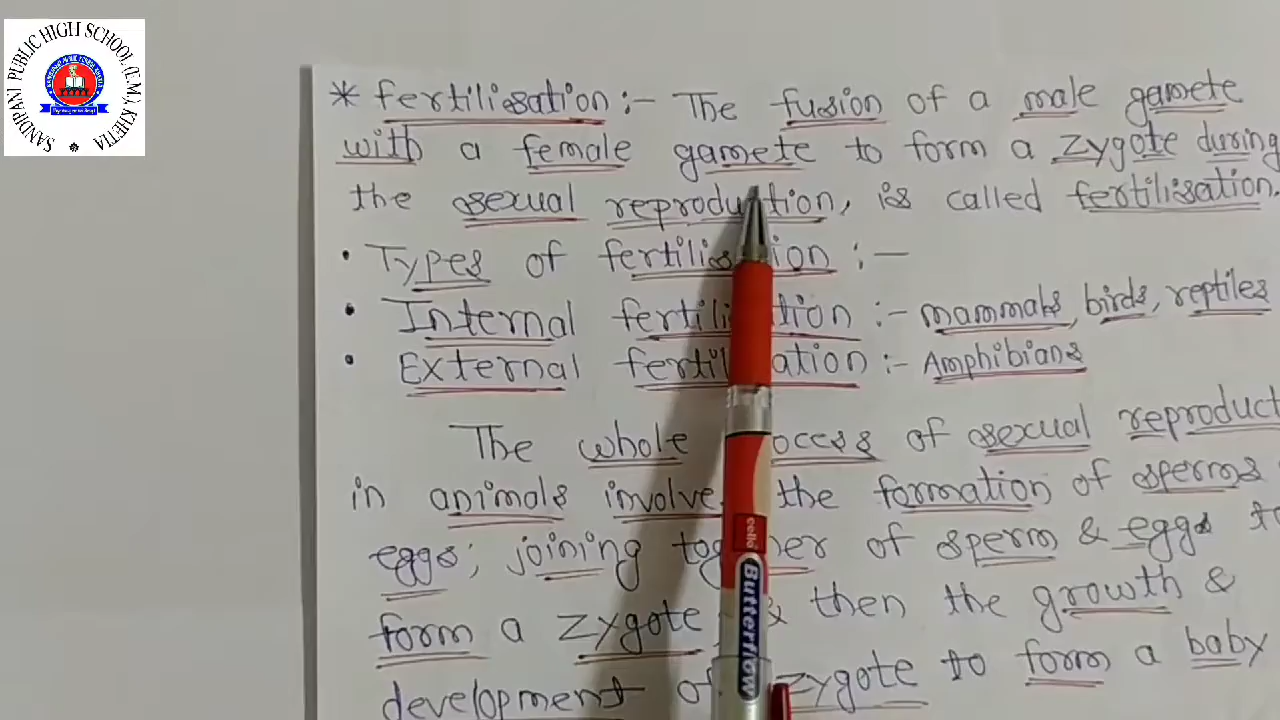 SANDIPANI PUBLIC HIGH SCHOOL (E.M.), KHETIA
* Fertilisation :- The fusion of a male gamete
with a female gamete to form a zygote during
the sexual reproduction, is called fertilisation.
• Types of fertilisation :-
• Internal fertilisation :- mammals, birds, reptiles
• External fertilisation :- Amphibians
The whole process of sexual reproduct
in animals involve the formation of sperms
eggs; joining together of sperm & eggs to
form a zygote, & then the growth &
development of zygote to form a baby
cello
Butterflow